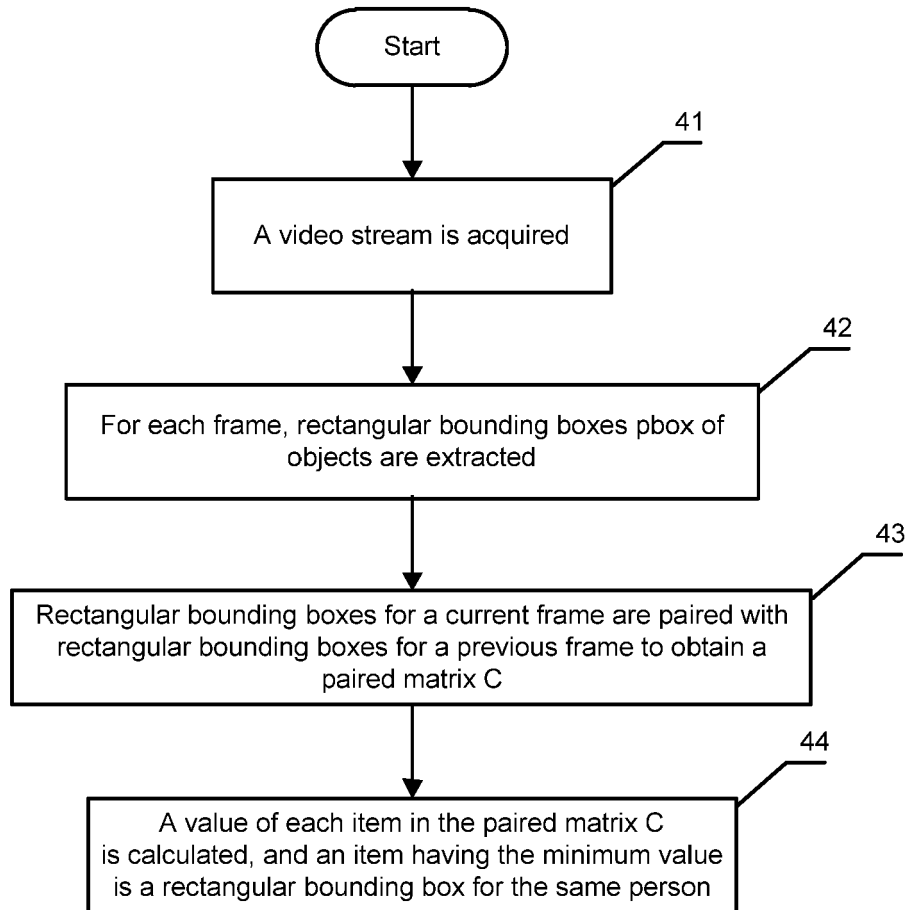 Start
41
A video stream is acquired
42
For each frame, rectangular bounding boxes pbox of
objects are extracted
43
Rectangular bounding boxes for a current frame are paired with
rectangular bounding boxes for a previous frame to obtain a
paired matrix C
44
A value of each item in the paired matrix C
is calculated, and an item having the minimum value
is a rectangular bounding box for the same person